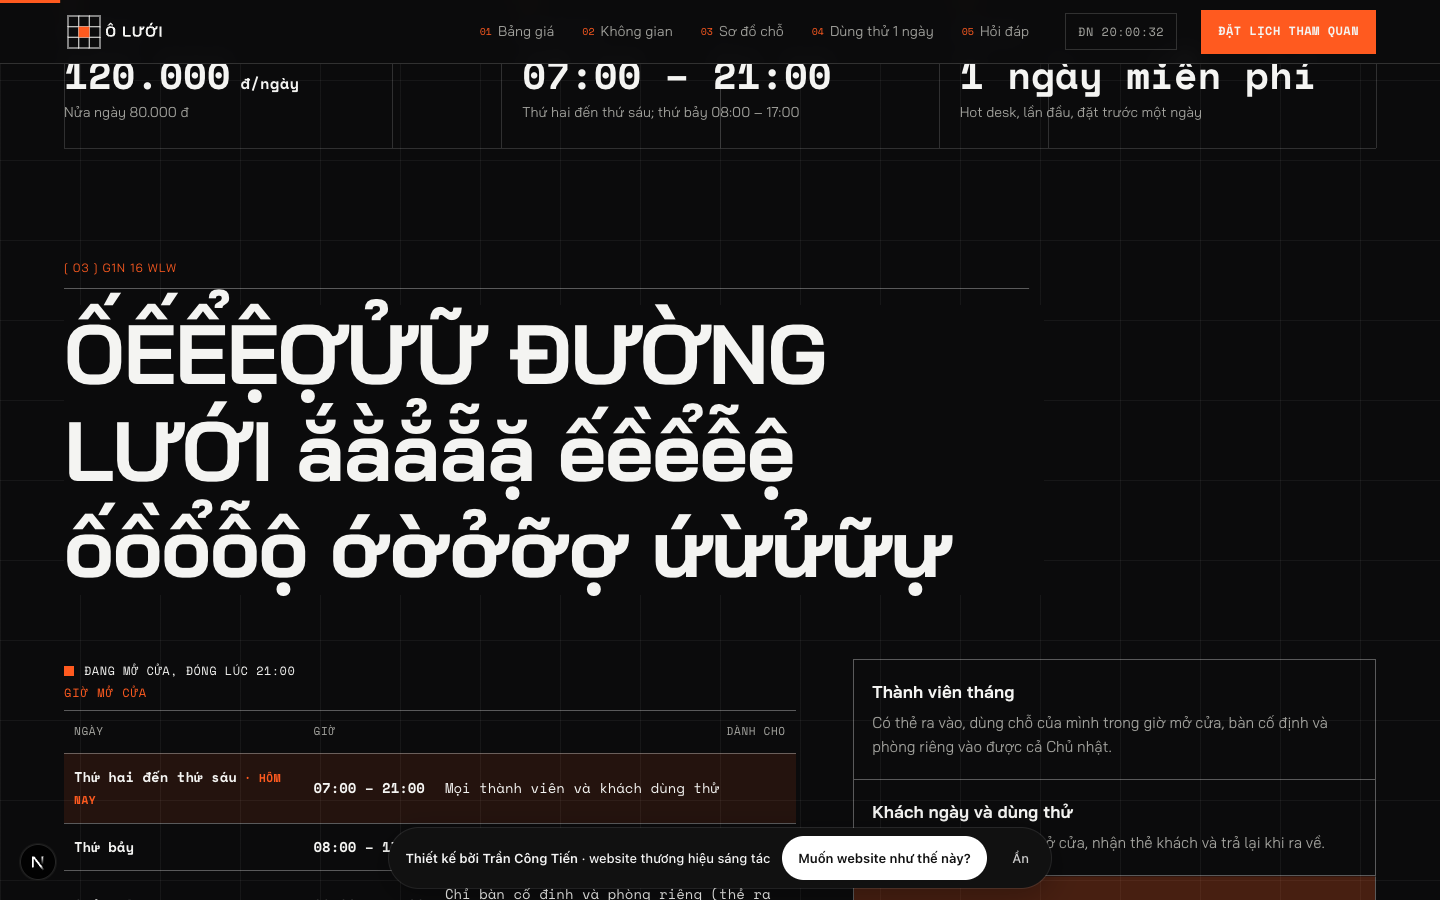 Ô LƯỚI
01 Bảng giá 02 Không gian 03 Sơ đồ chỗ 04 Dùng thử 1 ngày 05 Hỏi đáp
ĐN 20:00:32
ĐẶT LỊCH THAM QUAN
120.000 đ/ngày
Nửa ngày 80.000 đ
07:00 – 21:00
Thứ hai đến thứ sáu; thứ bảy 08:00 – 17:00
1 ngày miễn phí
Hot desk, lần đầu, đặt trước một ngày
( 03 ) G1N 16 WLW
ỐẾỂỆỢỬỮ ĐƯỜNG
LƯỚI ắằẳẵặ ếềểễệ
ốồổỗộ ớờởỡợ ứừửữự
ĐANG MỞ CỬA, ĐÓNG LÚC 21:00
GIỜ MỞ CỬA
NGÀY GIỜ DÀNH CHO
Thứ hai đến thứ sáu · HÔM NAY
07:00 – 21:00 Mọi thành viên và khách dùng thử
Thứ bảy 08:00 – 1
Chỉ bàn cố định và phòng riêng (thẻ ra
Thành viên tháng
Có thẻ ra vào, dùng chỗ của mình trong giờ mở cửa, bàn cố định và
phòng riêng vào được cả Chủ nhật.
Khách ngày và dùng thử
ở cửa, nhận thẻ khách và trả lại khi ra về.
N
Thiết kế bởi Trần Công Tiến · website thương hiệu sáng tác
Muốn website như thế này?
Ẩn